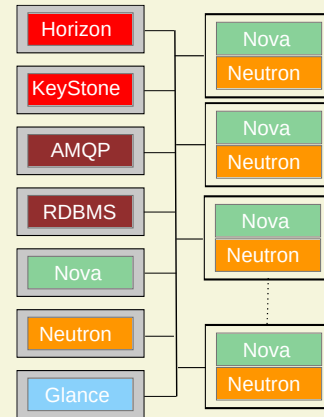 Horizon
KeyStone
AMQP
RDBMS
Nova
Neutron
Glance
Nova
Neutron
Nova
Neutron
Nova
Neutron
Nova
Neutron